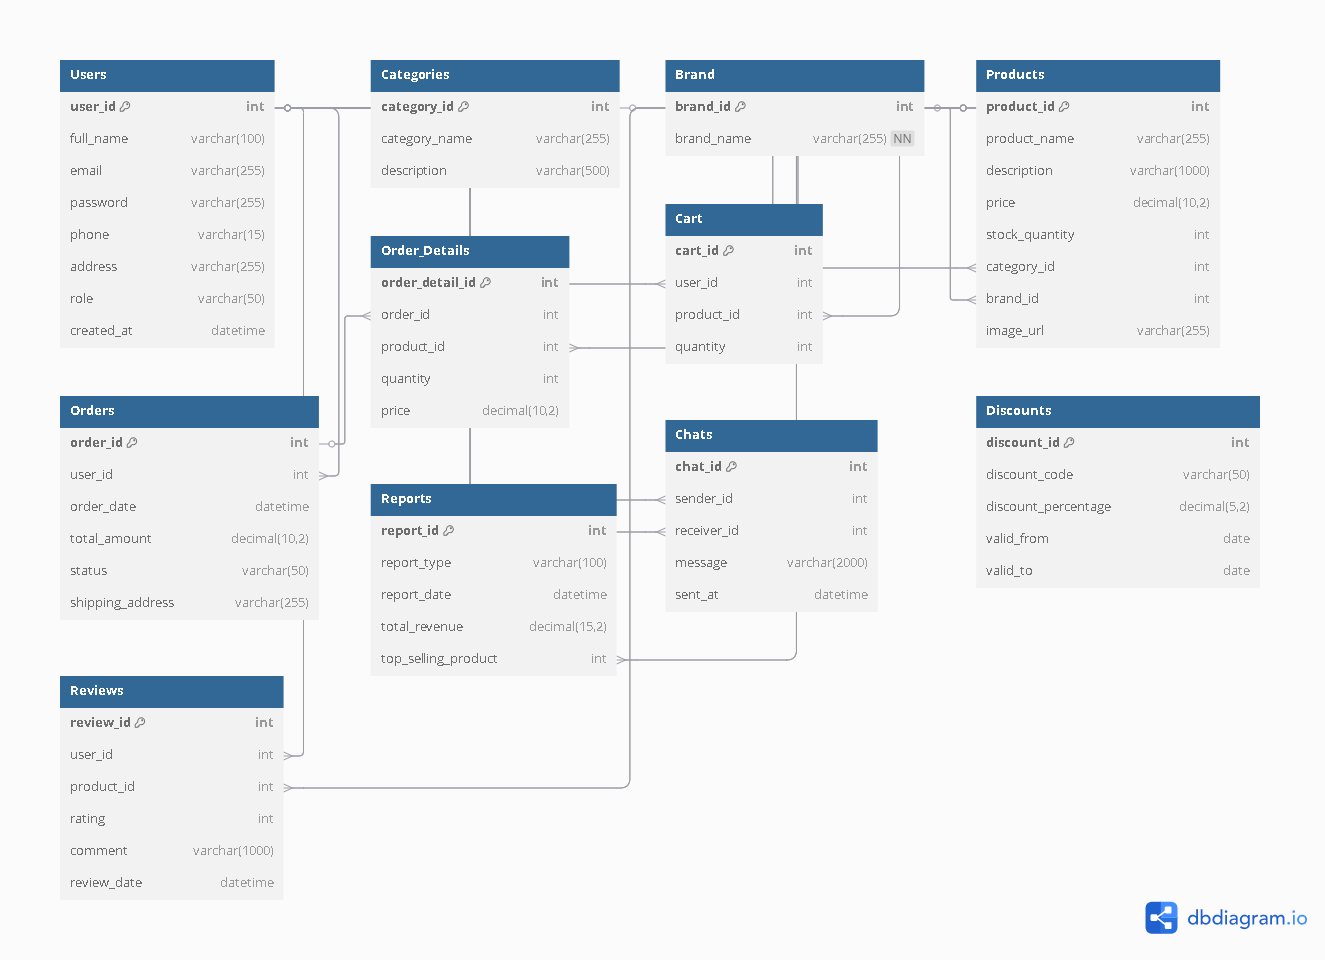 Users
user_id int
full_name varchar(100)
email varchar(255)
password varchar(255)
phone varchar(15)
address varchar(255)
role varchar(50)
created_at datetime
Categories
category_id int
category_name varchar(255)
description varchar(500)
Brand
brand_id int
brand_name varchar(255) NN
Products
product_id int
product_name varchar(255)
description varchar(1000)
price decimal(10,2)
stock_quantity int
category_id int
brand_id int
image_url varchar(255)
Order_Details
order_detail_id int
order_id int
product_id int
quantity int
price decimal(10,2)
Cart
cart_id int
user_id int
product_id int
quantity int
Orders
order_id int
user_id int
order_date datetime
total_amount decimal(10,2)
status varchar(50)
shipping_address varchar(255)
Reports
report_id int
report_type varchar(100)
report_date datetime
total_revenue decimal(15,2)
top_selling_product int
Chats
chat_id int
sender_id int
receiver_id int
message varchar(2000)
sent_at datetime
Discounts
discount_id int
discount_code varchar(50)
discount_percentage decimal(5,2)
valid_from date
valid_to date
Reviews
review_id int
user_id int
product_id int
rating int
comment varchar(1000)
review_date datetime
dbdiagram.io